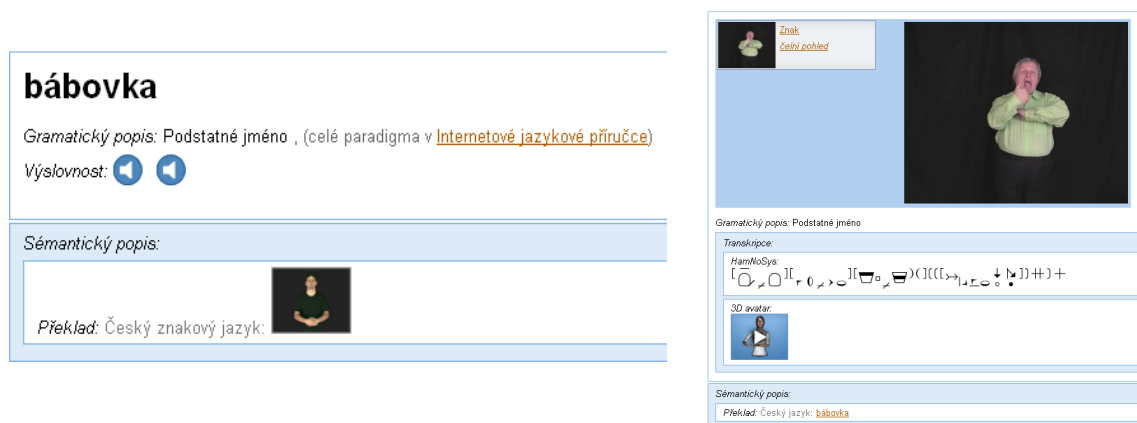 bábovka
Gramatický popis: Podstatné jméno , (celé paradigma v Internetové jazykové příručce)
Výslovnost:
Sémantický popis:
Překlad: Český znakový jazyk:
Znak
čelní pohled
Gramatický popis: Podstatné jméno
Transkripce:
HamNoSys:
3D avatar:
Sémantický popis:
Překlad: Český jazyk: bábovka